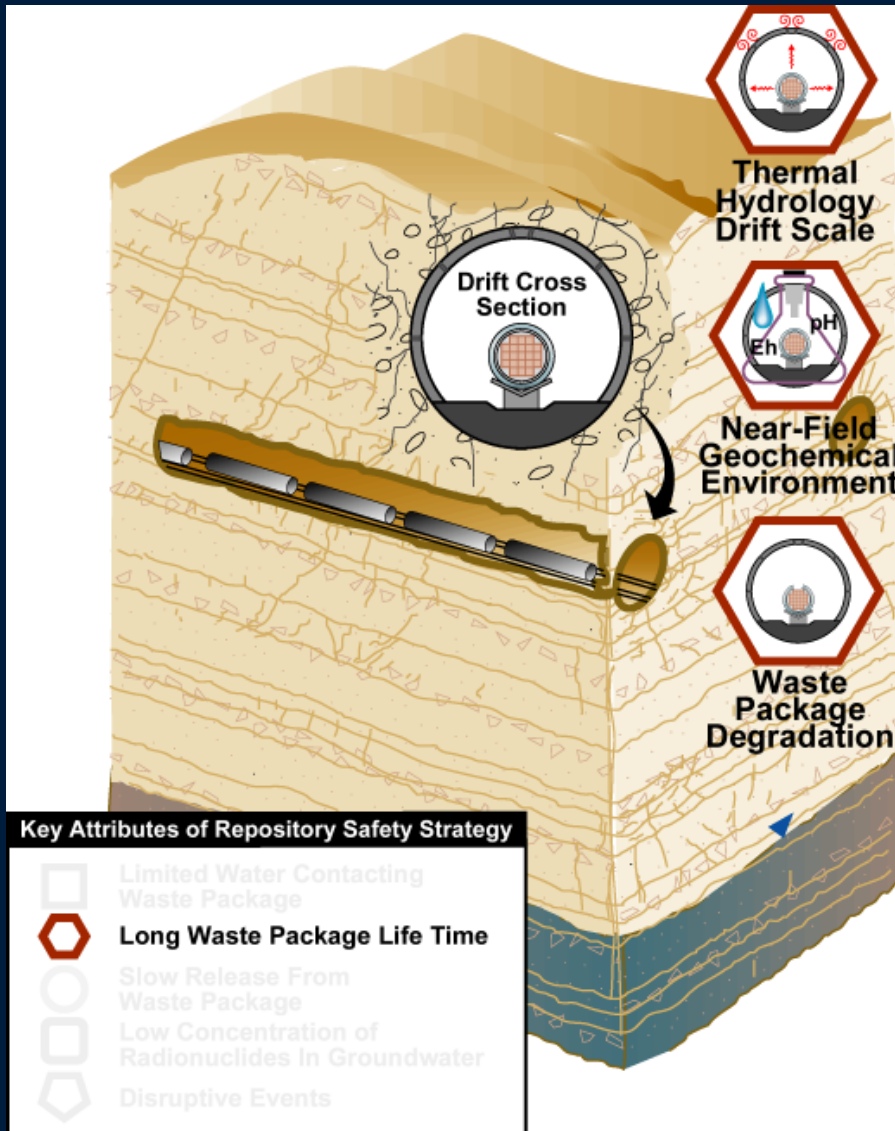 Thermal
Hydrology
Drift Scale
Drift Cross
Section
Eh
pH
Near-Field
Geochemical
Environment
Waste
Package
Degradation
Key Attributes of Repository Safety Strategy
Limited Water Contacting
Waste Package
Long Waste Package Life Time
Slow Release From
Waste Package
Low Concentration of
Radionuclides In Groundwater
Disruptive Events